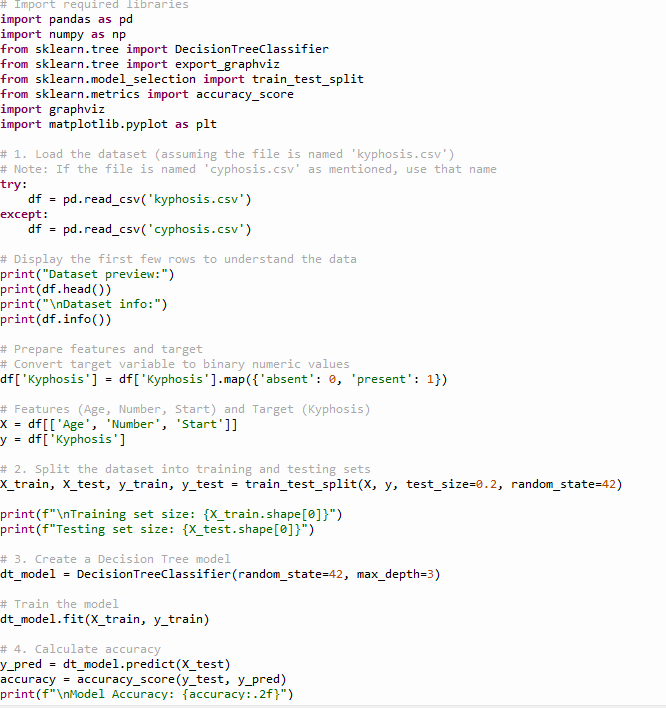 # Import required libraries
import pandas as pd
import numpy as np
from sklearn.tree import DecisionTreeClassifier
from sklearn.tree import export_graphviz
from sklearn.model_selection import train_test_split
from sklearn.metrics import accuracy_score
import graphviz
import matplotlib.pyplot as plt

# 1. Load the dataset (assuming the file is named 'kyphosis.csv')
# Note: If the file is named 'cyphosis.csv' as mentioned, use that name
try:
    df = pd.read_csv('kyphosis.csv')
except:
    df = pd.read_csv('cyphosis.csv')

# Display the first few rows to understand the data
print("Dataset preview:")
print(df.head())
print("\nDataset info:")
print(df.info())

# Prepare features and target
# Convert target variable to binary numeric values
df['Kyphosis'] = df['Kyphosis'].map({'absent': 0, 'present': 1})

# Features (Age, Number, Start) and Target (Kyphosis)
X = df[['Age', 'Number', 'Start']]
y = df['Kyphosis']

# 2. Split the dataset into training and testing sets
X_train, X_test, y_train, y_test = train_test_split(X, y, test_size=0.2, random_state=42)

print(f"\nTraining set size: {X_train.shape[0]}")
print(f"Testing set size: {X_test.shape[0]}")

# 3. Create a Decision Tree model
dt_model = DecisionTreeClassifier(random_state=42, max_depth=3)

# Train the model
dt_model.fit(X_train, y_train)

# 4. Calculate accuracy
y_pred = dt_model.predict(X_test)
accuracy = accuracy_score(y_test, y_pred)
print(f"\nModel Accuracy: {accuracy:.2f}")